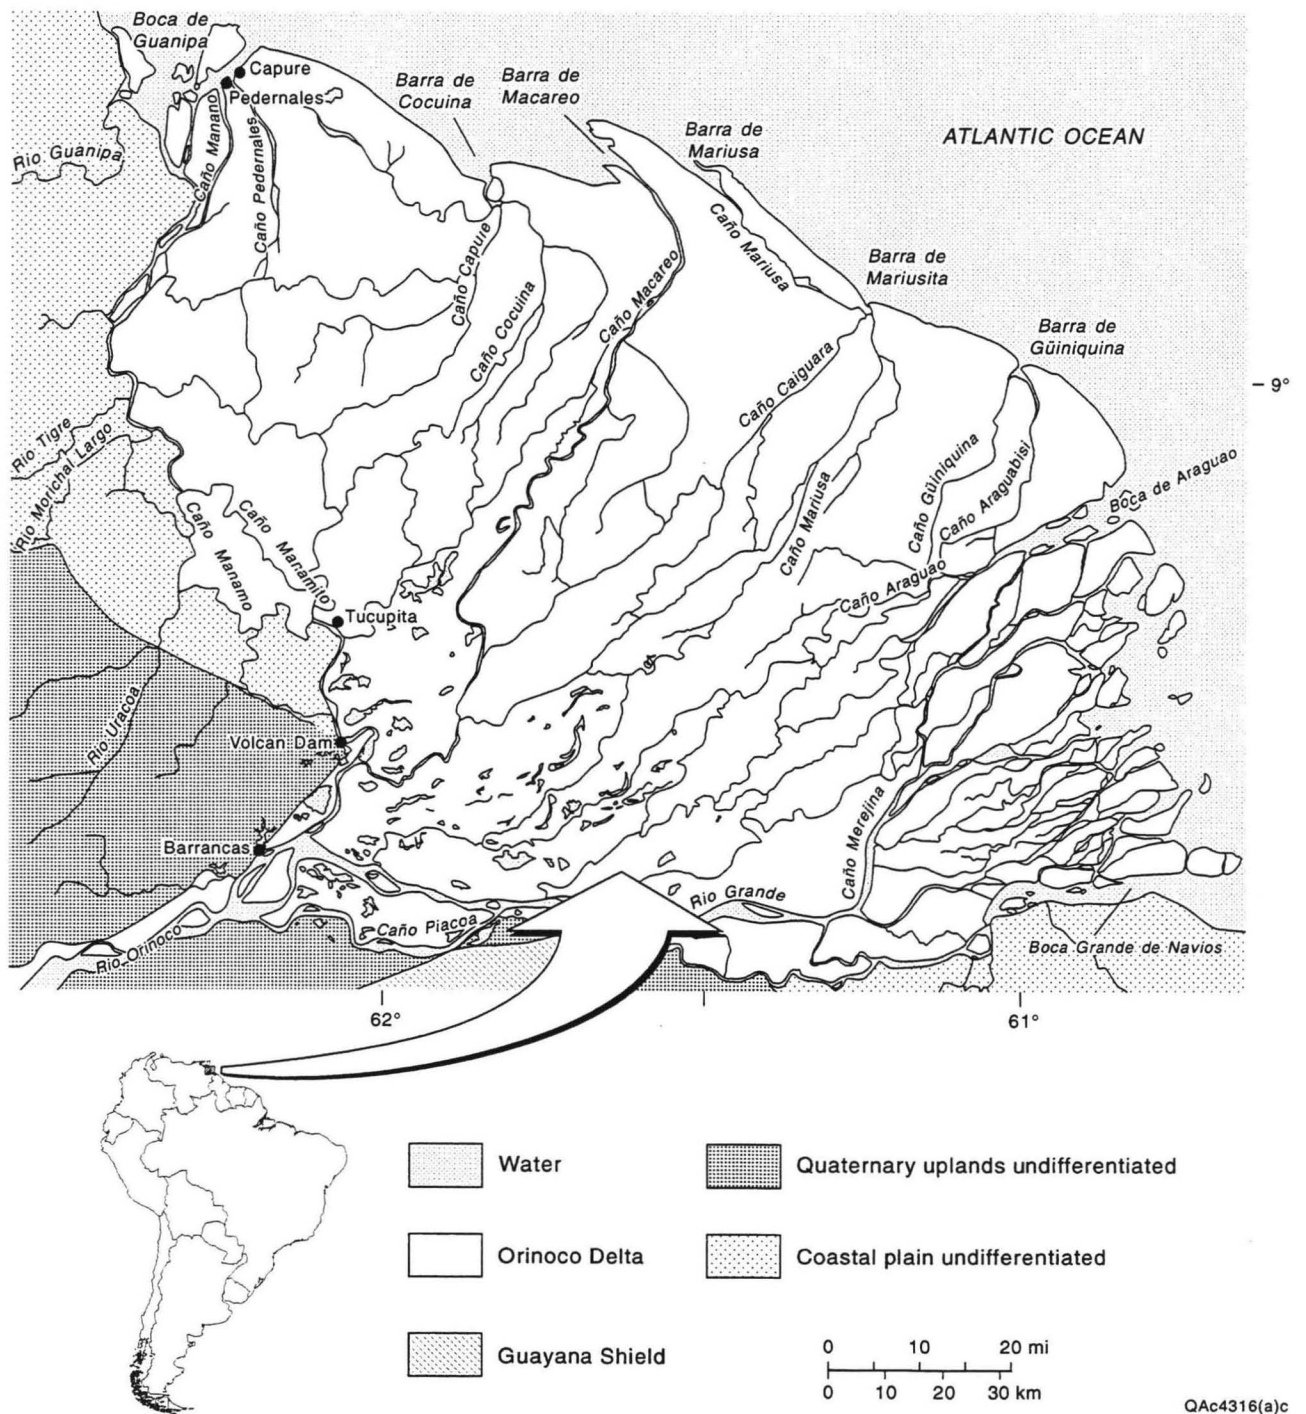 Boca de
Guanipa
Capure
Pedernales
Barra de
Cocuina
Barra de
Macareo
Barra de
Mariusa
ATLANTIC OCEAN
Rio Guanipa
Caño Manano
Caño Pedernales
Caño Capure
Caño Cocuina
Caño Macareo
Caño Mariusa
Barra de
Mariusita
Barra de
Güiniquina
9°
Caño Caiguara
Rio Tigre
Rio Morichal Largo
Caño Manamo
Caño Manamito
Caño Mariusa
Caño Güiniquina
Caño Araguabisi
Boca de Araguao
Caño Araguao
Tucupita
Rio Uracoa
Volcan Dam
Barrancas
Caño Merejina
Rio Grande
Caño Piacoa
Rio Orinoco
Boca Grande de Navios
62°
61°
Water
Quaternary uplands undifferentiated
Orinoco Delta
Coastal plain undifferentiated
Guayana Shield
0 10 20 mi
0 10 20 30 km
QAc4316(a)c